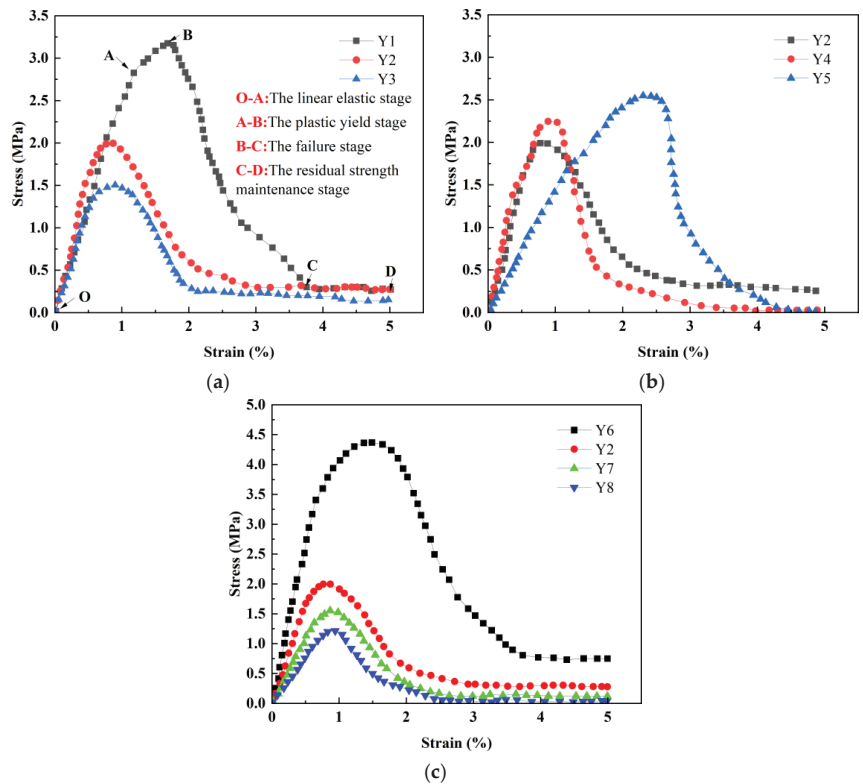 (a)
Stress (MPa)
3.5
3.0
2.5
2.0
1.5
1.0
0.5
0.0
0 1 2 3 4 5
Strain (%)
Y1
Y2
Y3
A
B
O-A:The linear elastic stage
A-B:The plastic yield stage
B-C:The failure stage
C-D:The residual strength
maintenance stage
O
C
D
(b)
Stress (MPa)
3.5
3.0
2.5
2.0
1.5
1.0
0.5
0.0
0 1 2 3 4 5
Strain (%)
Y2
Y4
Y5
(c)
Stress (MPa)
5.0
4.5
4.0
3.5
3.0
2.5
2.0
1.5
1.0
0.5
0.0
0 1 2 3 4 5
Strain (%)
Y6
Y2
Y7
Y8